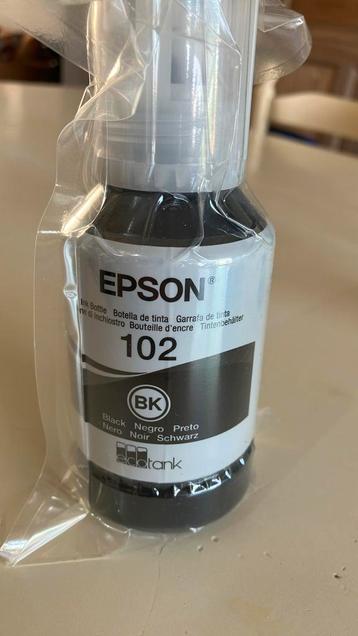 EPSON®
Ink Bottle Botella de tinta Garrafa de tinta
di inchiostro Bouteille d'encre Tintenbehälter
102
BK
Black Negro Preto
Nero Noir Schwarz
ecotank